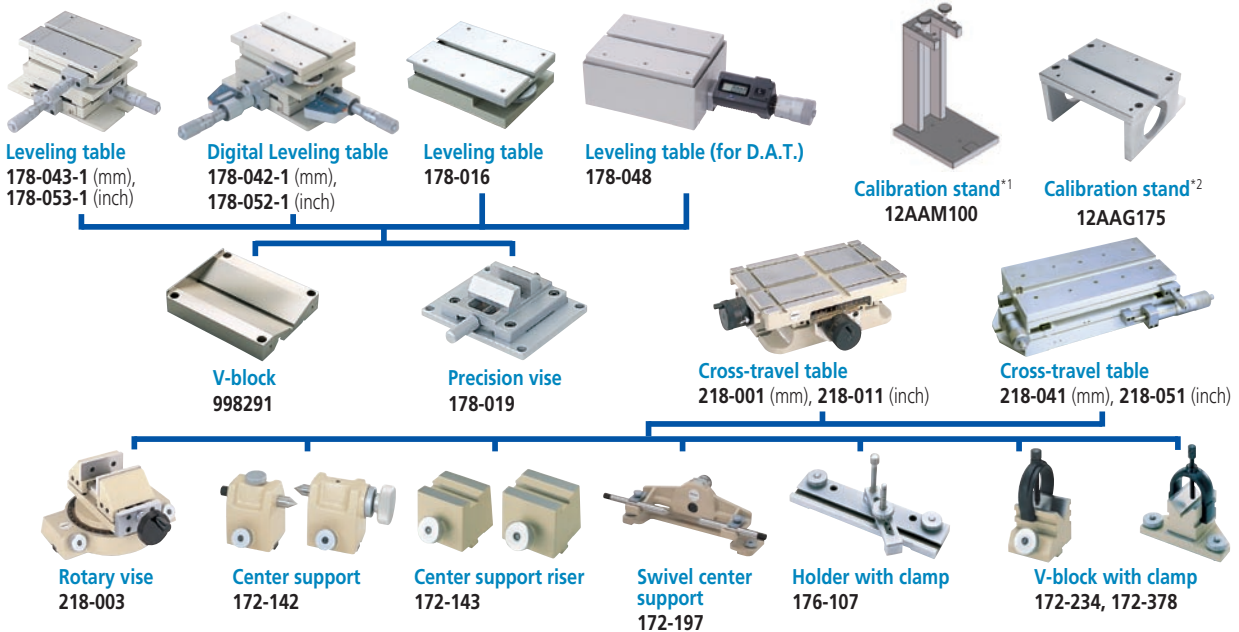 Leveling table
178-043-1 (mm),
178-053-1 (inch)
Digital Leveling table
178-042-1 (mm),
178-052-1 (inch)
Leveling table
178-016
Leveling table (for D.A.T.)
178-048
Calibration stand*1
12AAM100
Calibration stand*2
12AAG175
V-block
998291
Precision vise
178-019
Cross-travel table
218-001 (mm), 218-011 (inch)
Cross-travel table
218-041 (mm), 218-051 (inch)
Rotary vise
218-003
Center support
172-142
Center support riser
172-143
Swivel center
support
172-197
Holder with clamp
176-107
V-block with clamp
172-234, 172-378